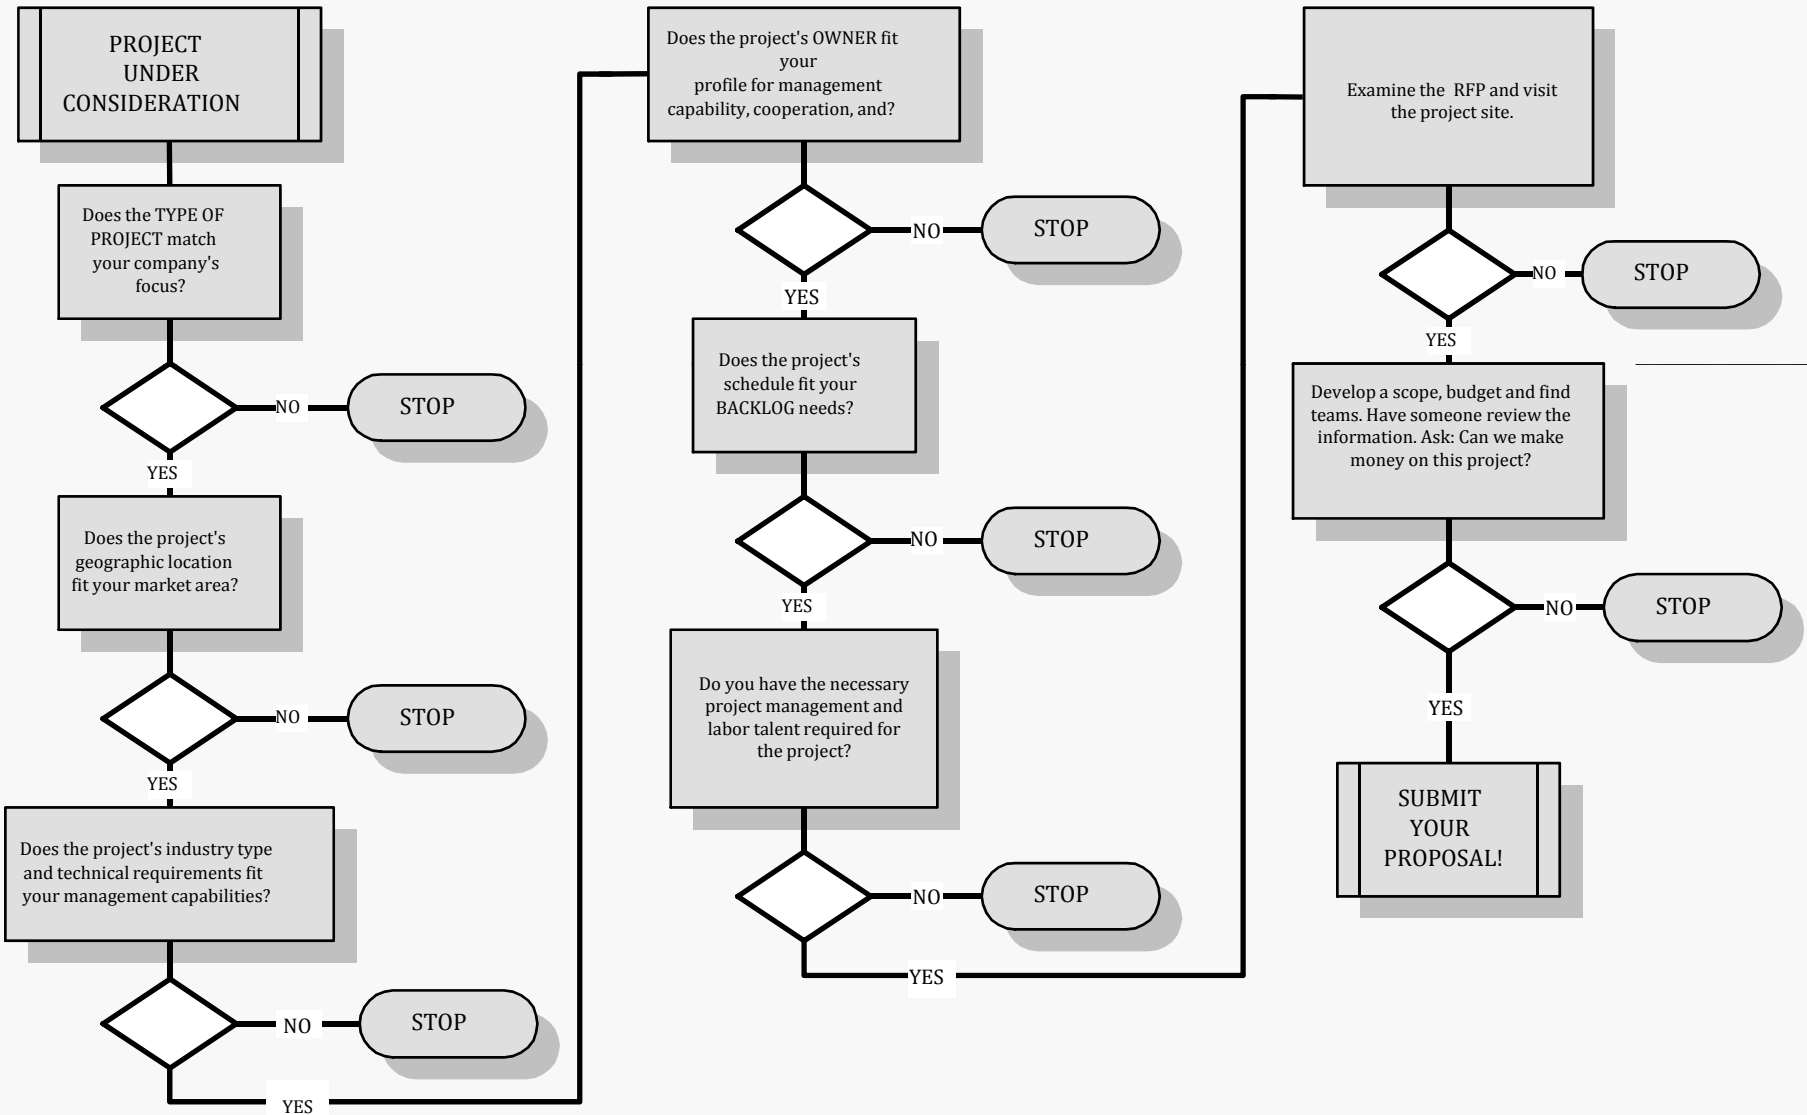 PROJECT
UNDER
CONSIDERATION
Does the TYPE OF
PROJECT match
your company's
focus?
NO
STOP
YES
Does the project's
geographic location
fit your market area?
NO
STOP
YES
Does the project's industry type
and technical requirements fit
your management capabilities?
NO
STOP
YES
Does the project's OWNER fit
your
profile for management
capability, cooperation, and?
NO
STOP
YES
Does the project's
schedule fit your
BACKLOG needs?
NO
STOP
YES
Do you have the necessary
project management and
labor talent required for
the project?
NO
STOP
YES
Examine the RFP and visit
the project site.
NO
STOP
YES
Develop a scope, budget and find
teams. Have someone review the
information. Ask: Can we make
money on this project?
NO
STOP
YES
SUBMIT
YOUR
PROPOSAL!